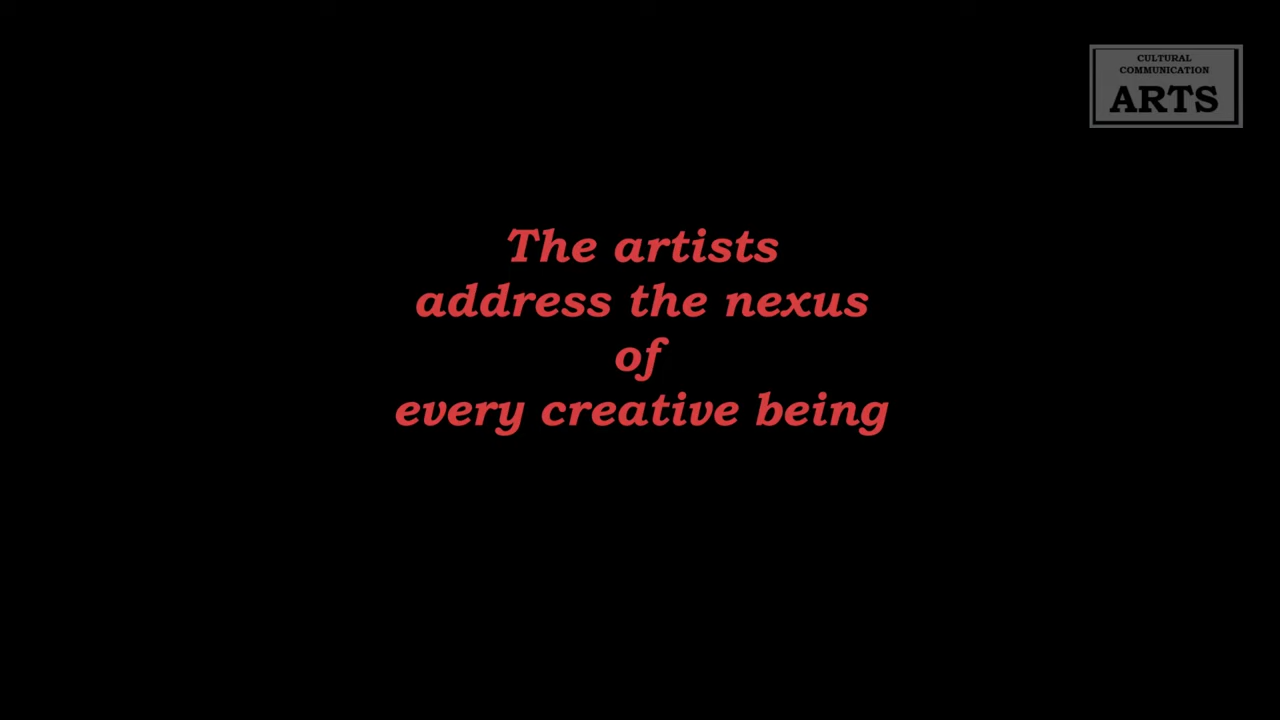 CULTURAL
COMMUNICATION
ARTS
The artists
address the nexus
of
every creative being